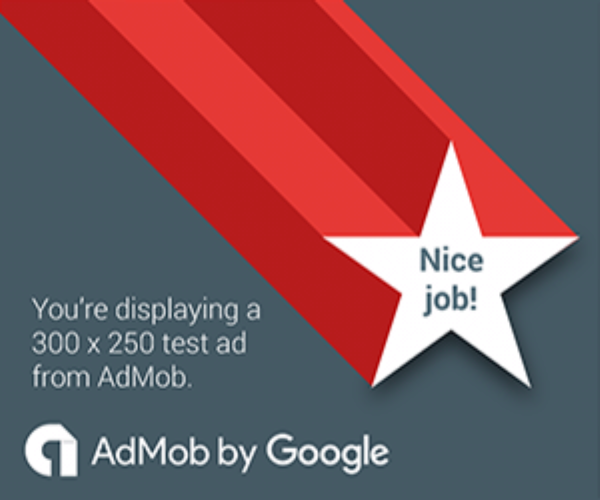 Nice
job!
You're displaying a
300 x 250 test ad
from AdMob.
AdMob by Google